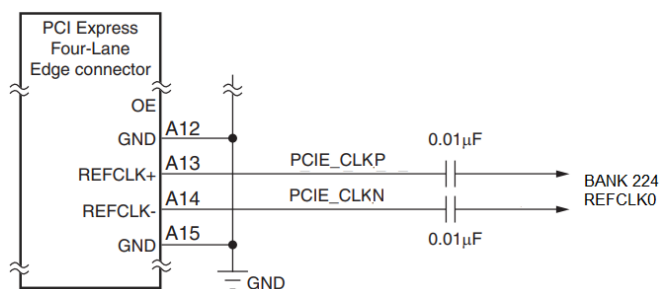 PCI Express
Four-Lane
Edge connector
OE
GND A12
0.01µF
REFCLK+ A13 PCIE_CLKP
BANK 224
REFCLK- A14 PCIE_CLKN
REFCLK0
GND A15
0.01µF
GND